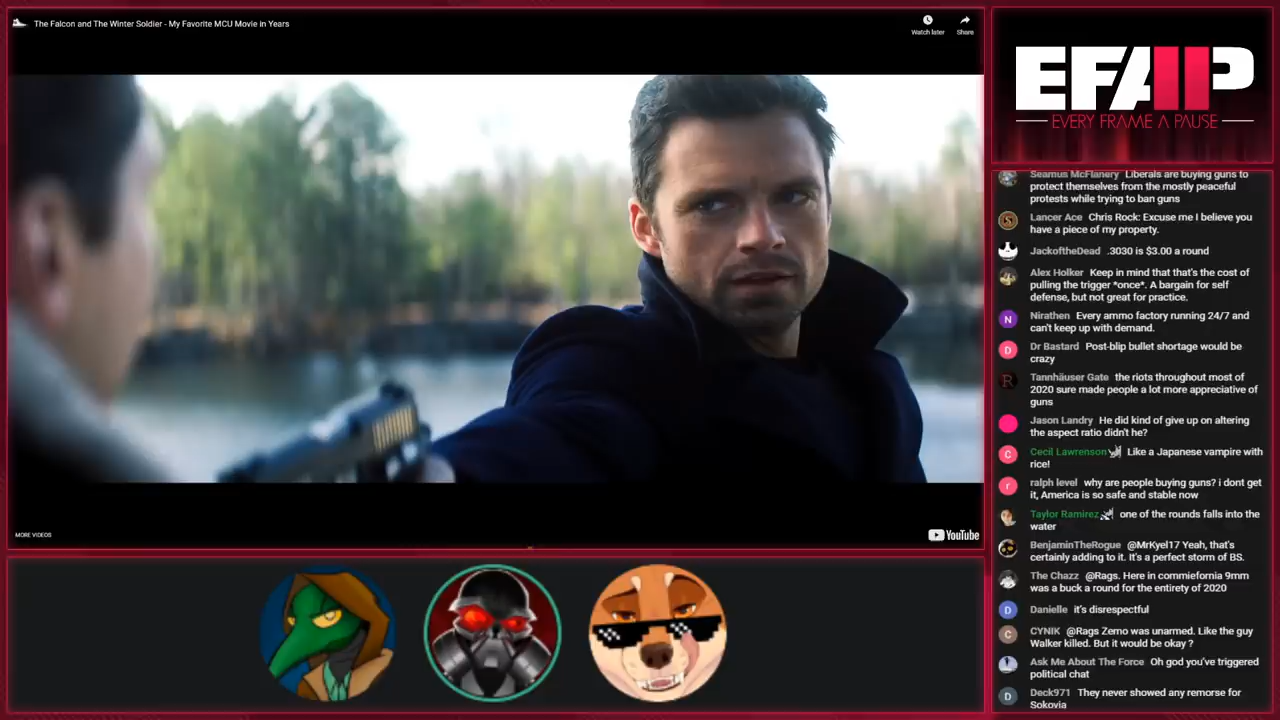 The Falcon and The Winter Soldier - My Favorite MCU Movie in Years
Watch later
Share
MORE VIDEOS
YouTube
EFAP
EVERY FRAME A PAUSE
Seamus McFlanery Liberals are buying guns to
protect themselves from the mostly peaceful
protests while trying to ban guns
Lancer Ace Chris Rock: Excuse me I believe you
have a piece of my property.
JackoftheDead .3030 is $3.00 a round
Alex Holker Keep in mind that that's the cost of
pulling the trigger *once*. A bargain for self
defense, but not great for practice.
N
Nirathen Every ammo factory running 24/7 and
can't keep up with demand.
D
Dr Bastard Post-blip bullet shortage would be
crazy
R
Tannhäuser Gate the riots throughout most of
2020 sure made people a lot more appreciative of
guns
Jason Landry He did kind of give up on altering
the aspect ratio didn't he?
C
Cecil Lawrenson Like a Japanese vampire with
rice!
r
ralph level why are people buying guns? i dont get
it, America is so safe and stable now
Taylor Ramirez one of the rounds falls into the
water
BenjaminTheRogue @MrKyel17 Yeah, that's
certainly adding to it. It's a perfect storm of BS.
The Chazz @Rags. Here in commiefornia 9mm
was a buck a round for the entirety of 2020
D
Danielle it's disrespectful
C
CYNIK @Rags Zemo was unarmed. Like the guy
Walker killed. But it would be okay ?
Ask Me About The Force Oh god you've triggered
political chat
D
Deck971 They never showed any remorse for
Sokovia